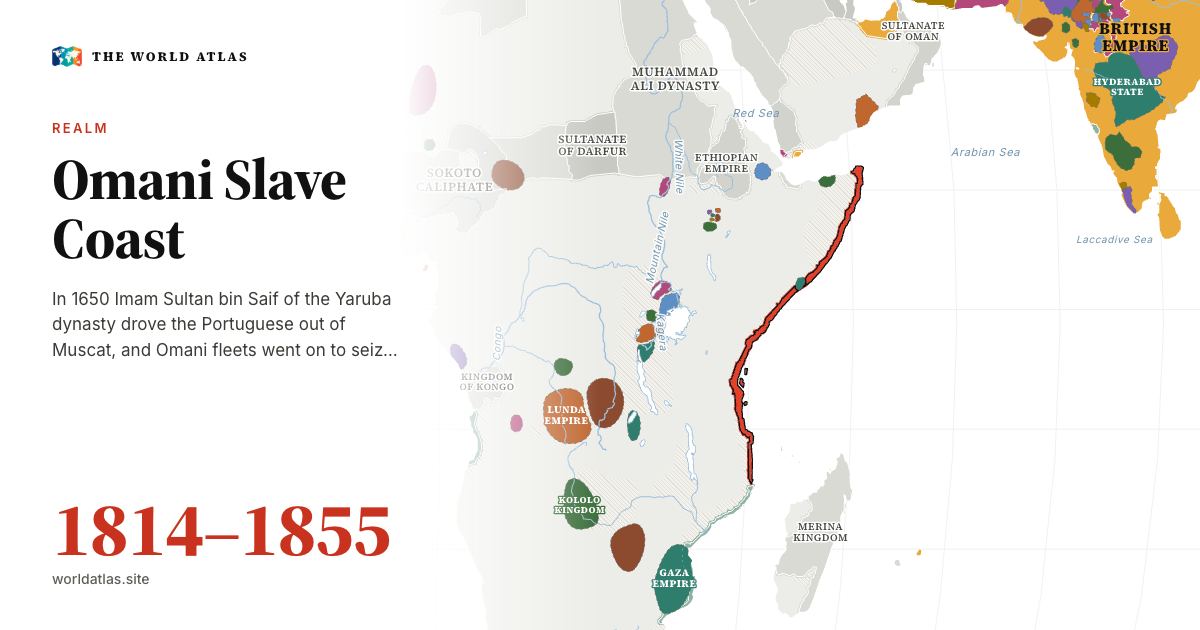 THE WORLD ATLAS
REALM
Omani Slave
Coast
In 1650 Imam Sultan bin Saif of the Yaruba
dynasty drove the Portuguese out of
Muscat, and Omani fleets went on to seiz...
1814–1855
worldatlas.site
SULTANATE
OF OMAN
BRITISH
EMPIRE
HYDERABAD
STATE
MUHAMMAD
ALI DYNASTY
Red Sea
Arabian Sea
SULTANATE
OF DARFUR
White Nile
ETHIOPIAN
EMPIRE
SOKOTO
CALIPHATE
Laccadive Sea
Mountain Nile
Kagera
Congo
KINGDOM
OF KONGO
LUNDA
EMPIRE
KOLOLO
KINGDOM
MERINA
KINGDOM
GAZA
EMPIRE